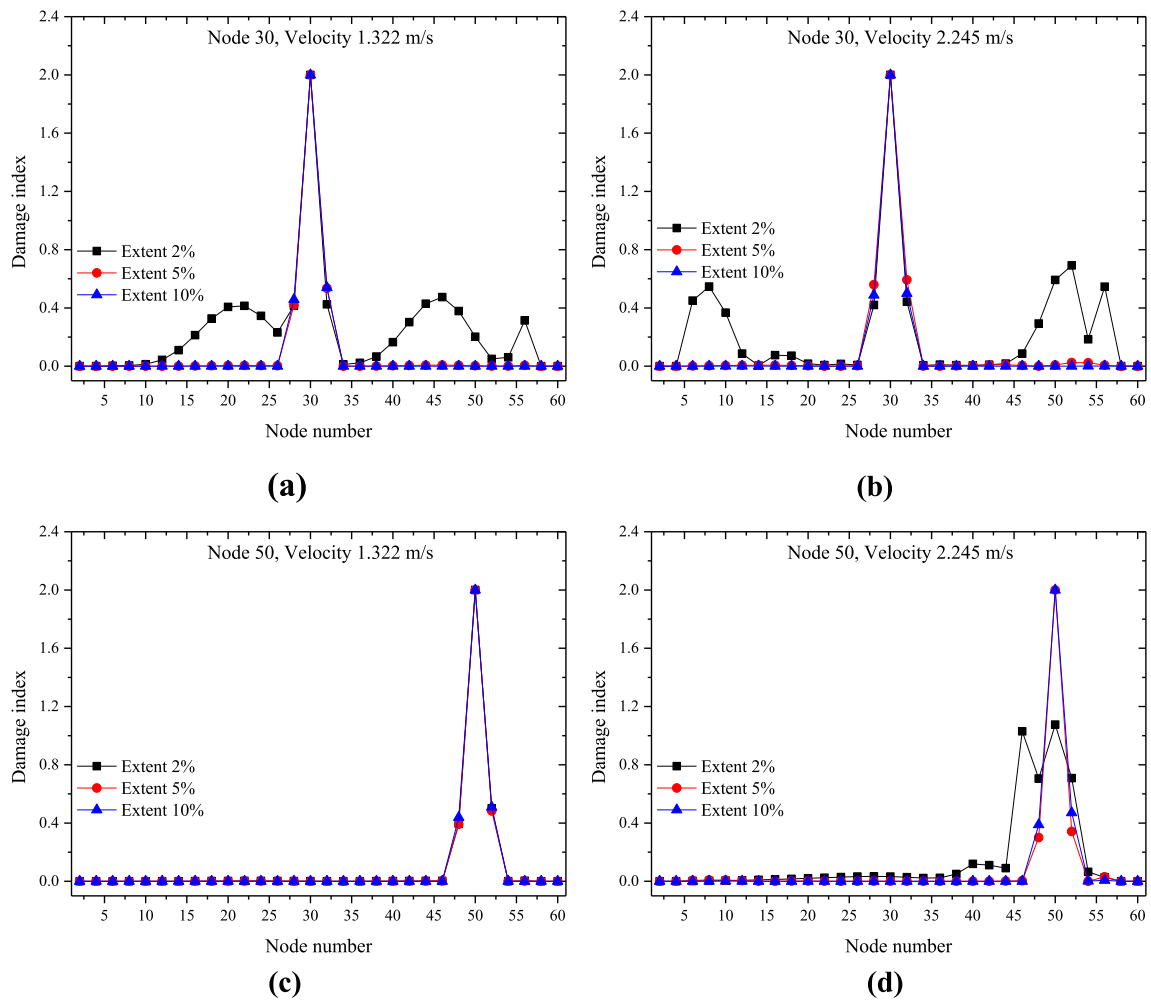 Node 30, Velocity 1.322 m/s
2.4
2.0
1.6
1.2
0.8
0.4
0.0
Damage index
Extent 2%
Extent 5%
Extent 10%
5 10 15 20 25 30 35 40 45 50 55 60
Node number
(a)
Node 30, Velocity 2.245 m/s
2.4
2.0
1.6
1.2
0.8
0.4
0.0
Damage index
Extent 2%
Extent 5%
Extent 10%
5 10 15 20 25 30 35 40 45 50 55 60
Node number
(b)
Node 50, Velocity 1.322 m/s
2.4
2.0
1.6
1.2
0.8
0.4
0.0
Damage index
Extent 2%
Extent 5%
Extent 10%
5 10 15 20 25 30 35 40 45 50 55 60
Node number
(c)
Node 50, Velocity 2.245 m/s
2.4
2.0
1.6
1.2
0.8
0.4
0.0
Damage index
Extent 2%
Extent 5%
Extent 10%
5 10 15 20 25 30 35 40 45 50 55 60
Node number
(d)